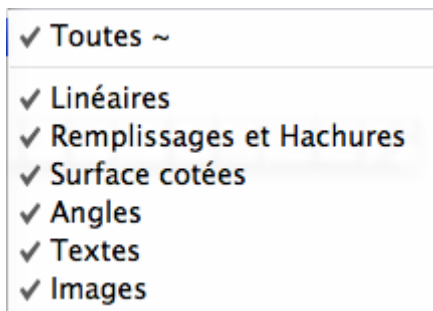 ✓ Toutes ~
✓ Linéaires
✓ Remplissages et Hachures
✓ Surface cotées
✓ Angles
✓ Textes
✓ Images